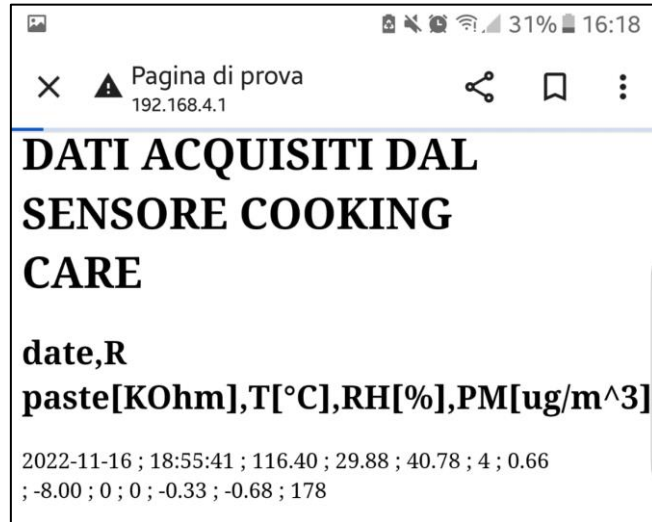 31% 16:18
Pagina di prova
192.168.4.1
DATI ACQUISITI DAL
SENSORE COOKING
CARE
date,R
paste[KOhm],T[°C],RH[%],PM[ug/m^3]
2022-11-16 ; 18:55:41 ; 116.40 ; 29.88 ; 40.78 ; 4 ; 0.66
; -8.00 ; 0 ; 0 ; -0.33 ; -0.68 ; 178